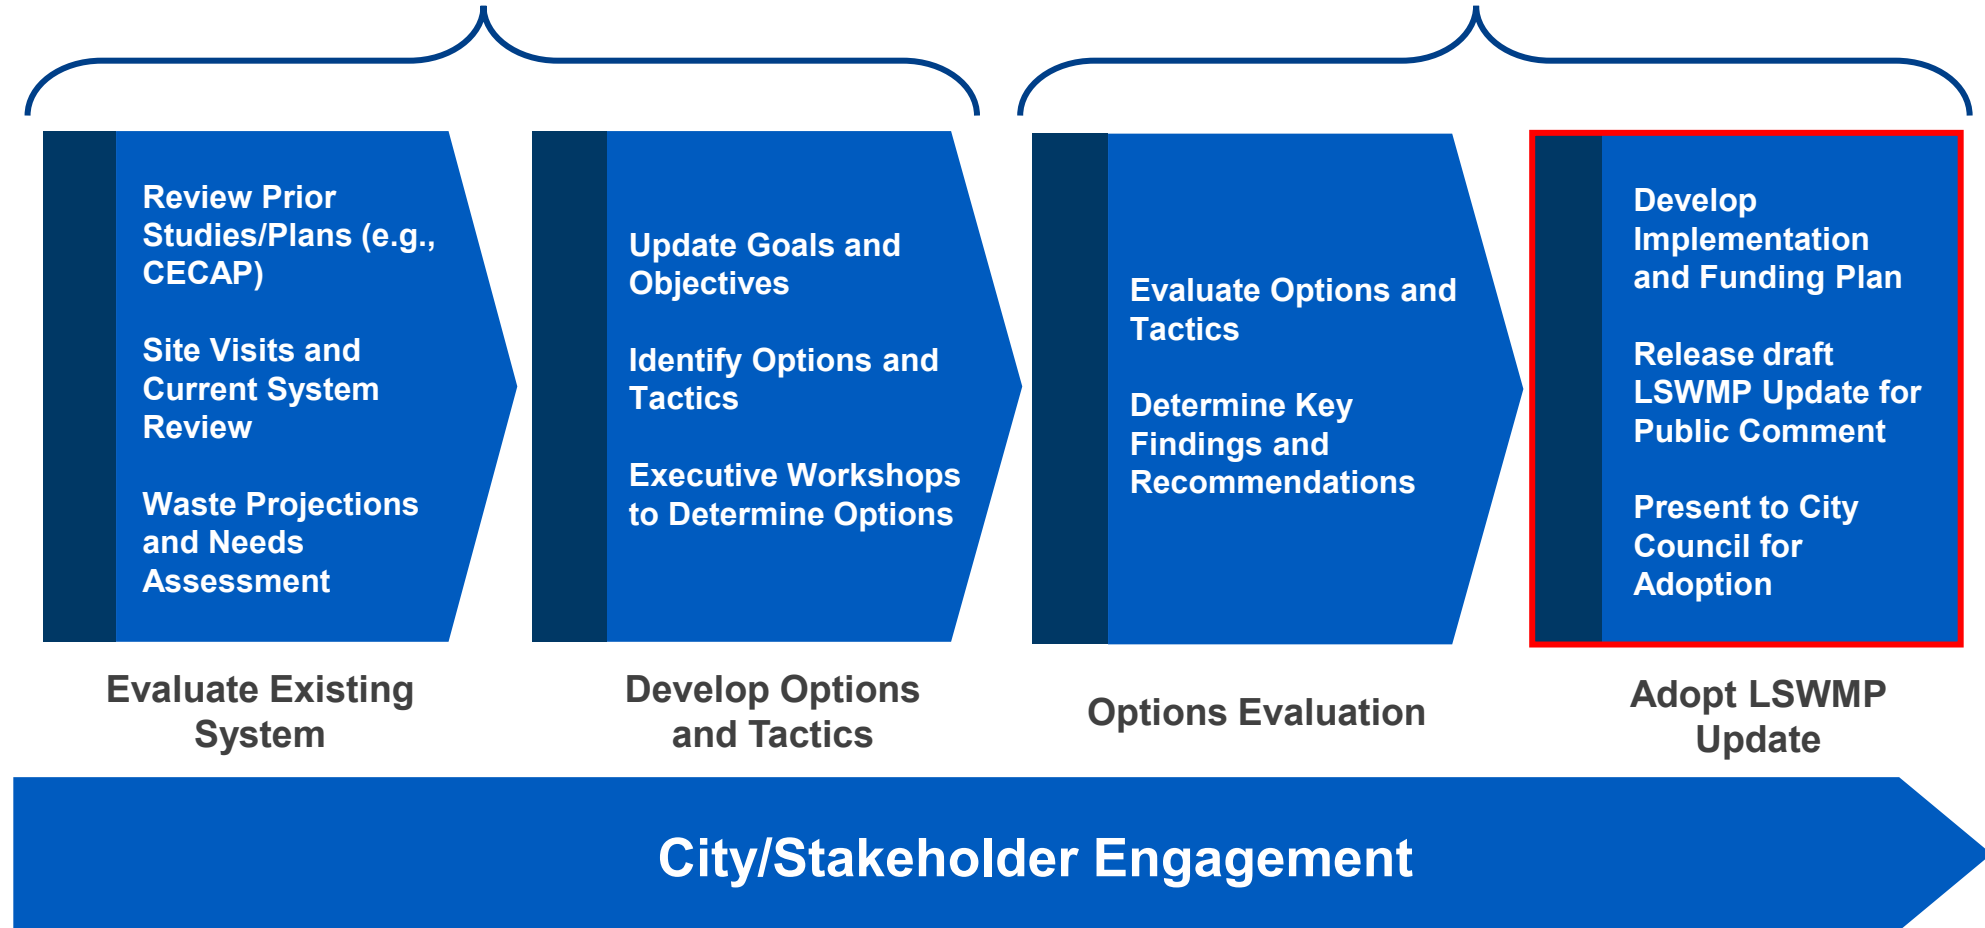 Review Prior
Studies/Plans (e.g.,
CECAP)
Site Visits and
Current System
Review
Waste Projections
and Needs
Assessment
Evaluate Existing
System
Update Goals and
Objectives
Identify Options and
Tactics
Executive Workshops
to Determine Options
Develop Options
and Tactics
Evaluate Options and
Tactics
Determine Key
Findings and
Recommendations
Options Evaluation
Develop
Implementation
and Funding Plan
Release draft
LSWMP Update for
Public Comment
Present to City
Council for
Adoption
Adopt LSWMP
Update
City/Stakeholder Engagement